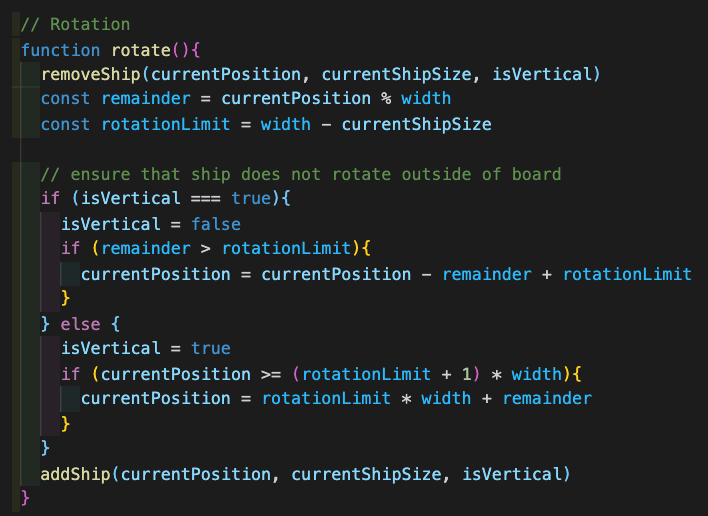 // Rotation
function rotate(){
removeShip(currentPosition, currentShipSize, isVertical)
const remainder = currentPosition % width
const rotationLimit = width - currentShipSize
// ensure that ship does not rotate outside of board
if (isVertical === true){
isVertical = false
if (remainder > rotationLimit){
currentPosition = currentPosition - remainder + rotationLimit
}
} else {
isVertical = true
if (currentPosition >= (rotationLimit + 1) * width){
currentPosition = rotationLimit * width + remainder
}
}
addShip(currentPosition, currentShipSize, isVertical)
}